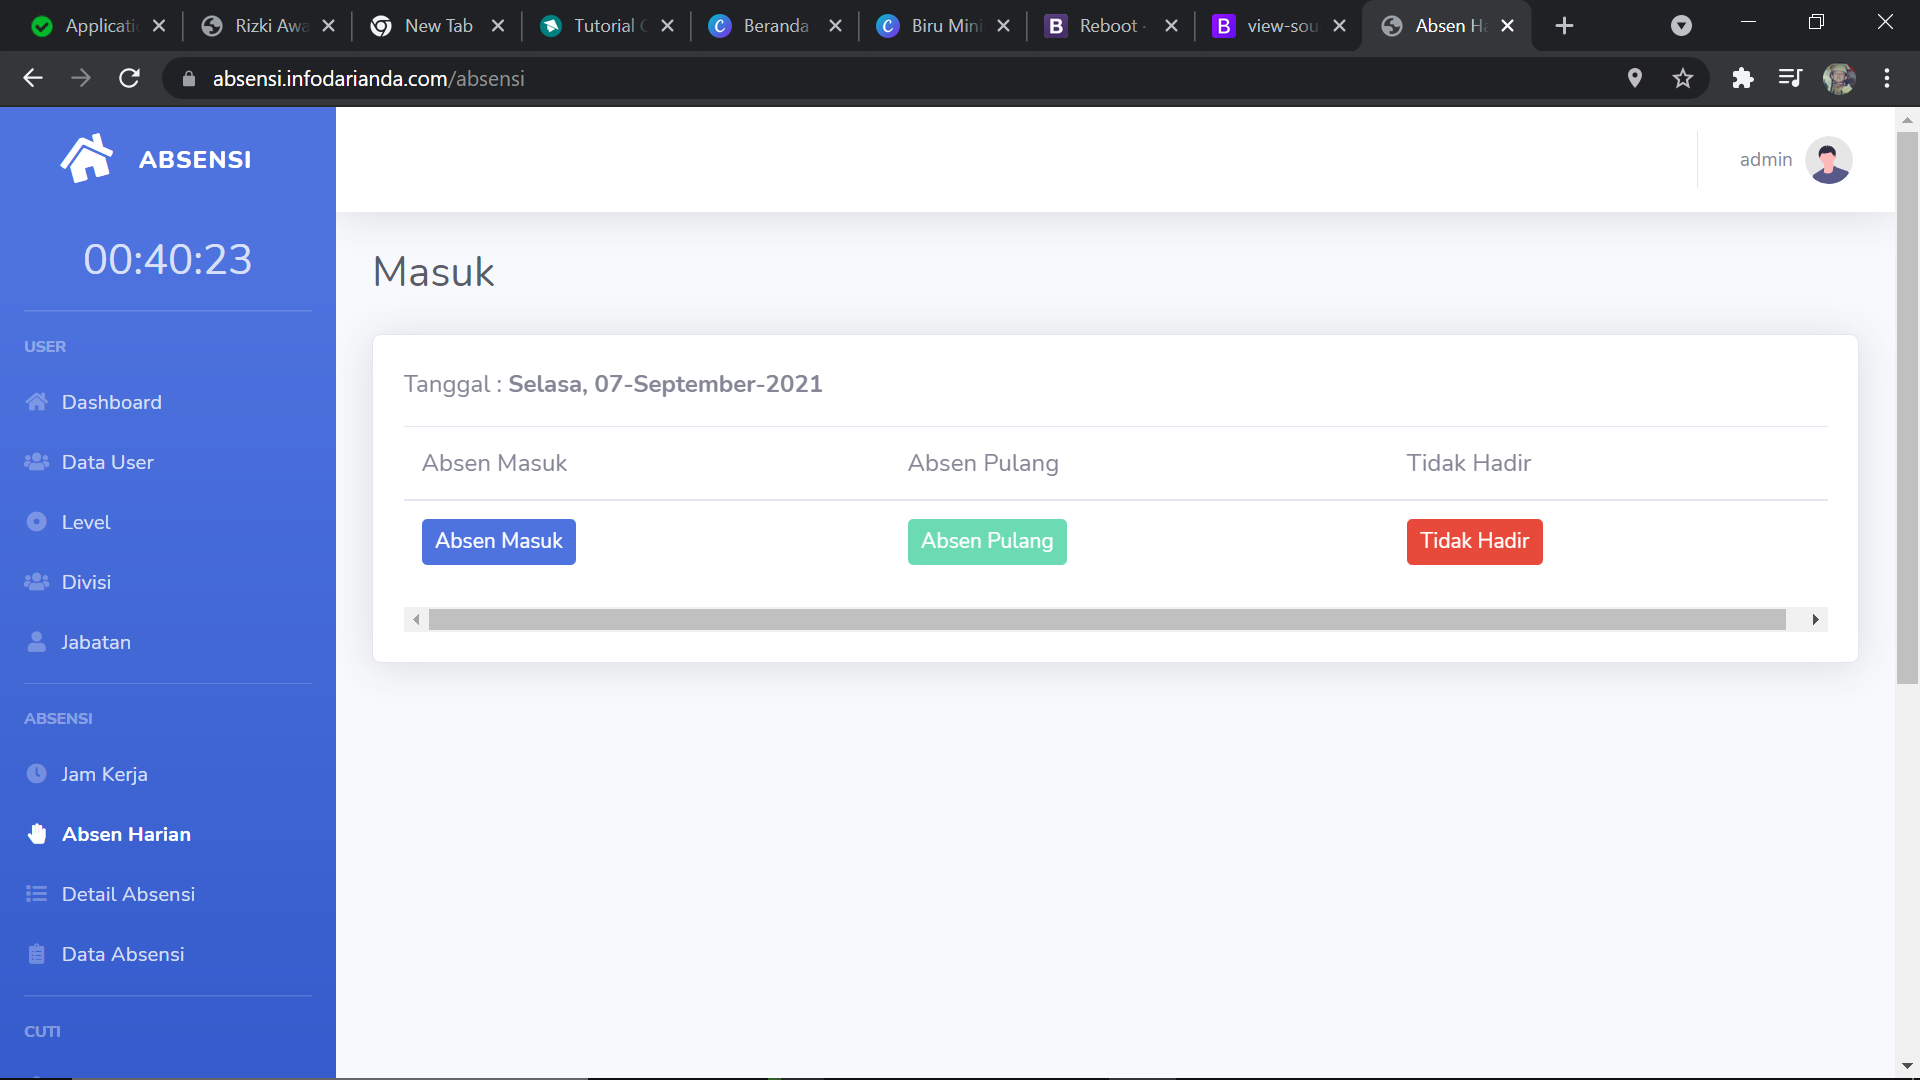 Applicati
Rizki Awa
New Tab
Tutorial
Beranda
Biru Mini
Reboot ·
view-sou
Absen Ha
absensi.infodarianda.com/absensi
ABSENSI
admin
00:40:23
Masuk
USER
Tanggal : Selasa, 07-September-2021
Dashboard
Data User
Level
Divisi
Jabatan
Absen Masuk
Absen Pulang
Tidak Hadir
Absen Masuk
Absen Pulang
Tidak Hadir
ABSENSI
Jam Kerja
Absen Harian
Detail Absensi
Data Absensi
CUTI